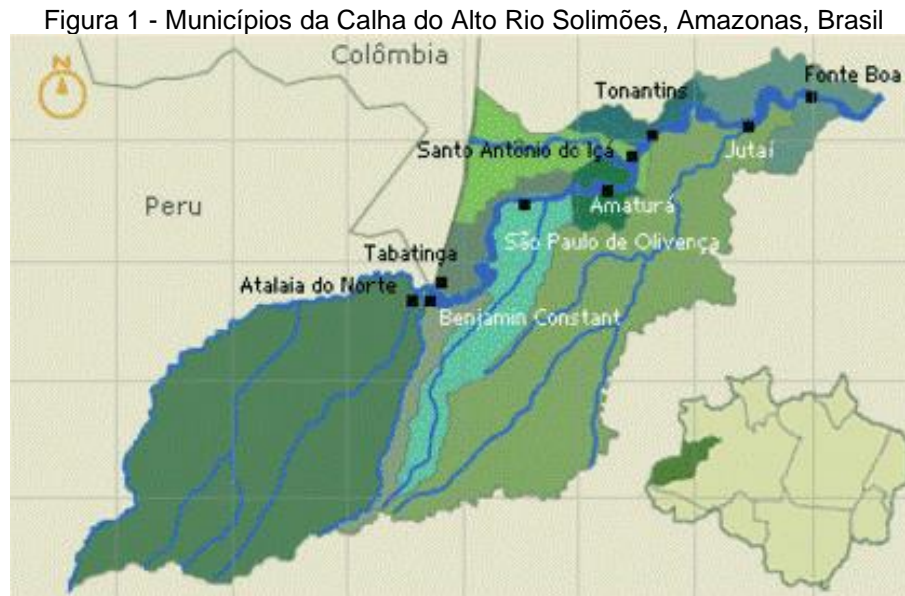 Figura 1 - Municípios da Calha do Alto Rio Solimões, Amazonas, Brasil
Colômbia
N
Fonte Boa
Tonantins
Santo Antônio do Içá
Jutaí
Peru
Amaturá
São Paulo de Olivença
Tabatinga
Atalaia do Norte
Benjamin Constant